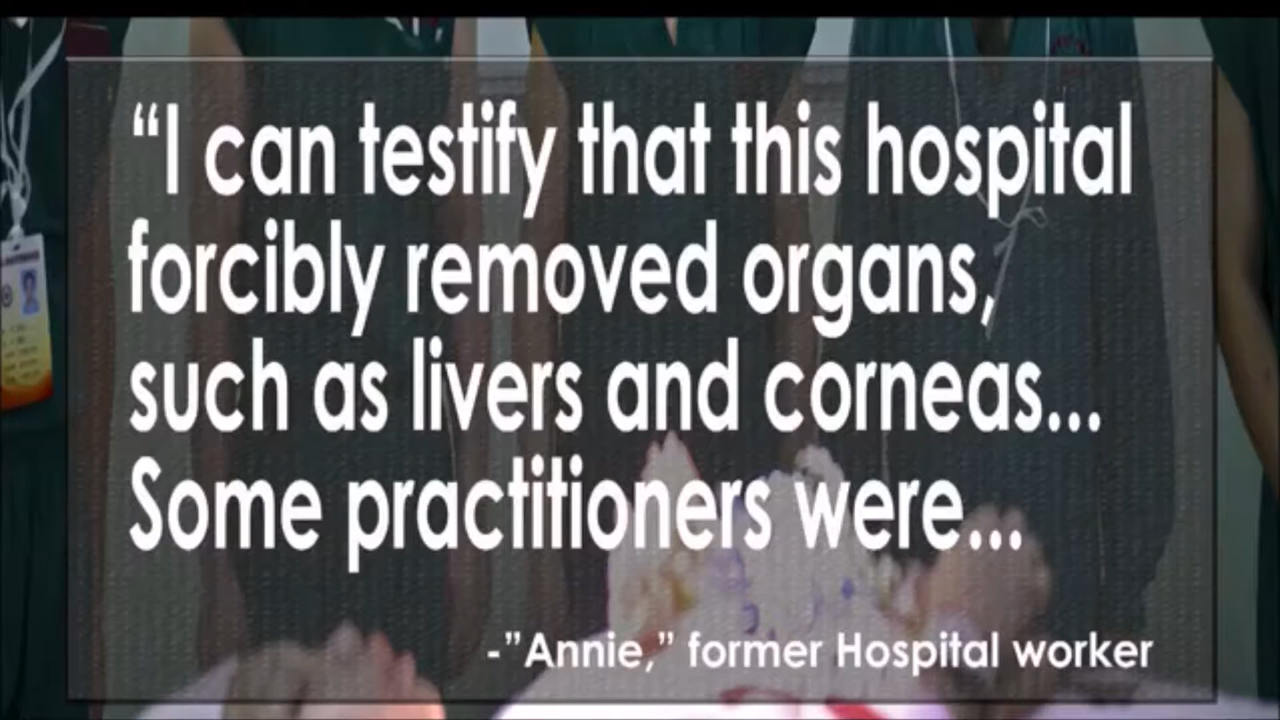 “I can testify that this hospital
forcibly removed organs,
such as livers and corneas...
Some practitioners were...
-”Annie,” former Hospital worker